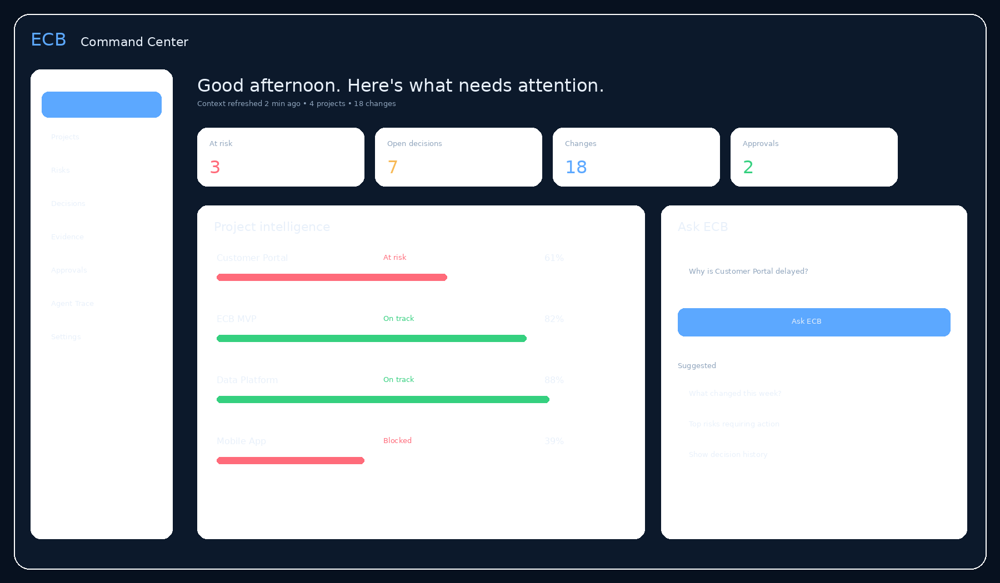 ECB Command Center
Projects
Risks
Decisions
Evidence
Approvals
Agent Trace
Settings
Good afternoon. Here's what needs attention.
Context refreshed 2 min ago • 4 projects • 18 changes
At risk
3
Open decisions
7
Changes
18
Approvals
2
Project intelligence
Customer Portal At risk 61%
ECB MVP On track 82%
Data Platform On track 88%
Mobile App Blocked 39%
Ask ECB
Why is Customer Portal delayed?
Ask ECB
Suggested
What changed this week?
Top risks requiring action
Show decision history